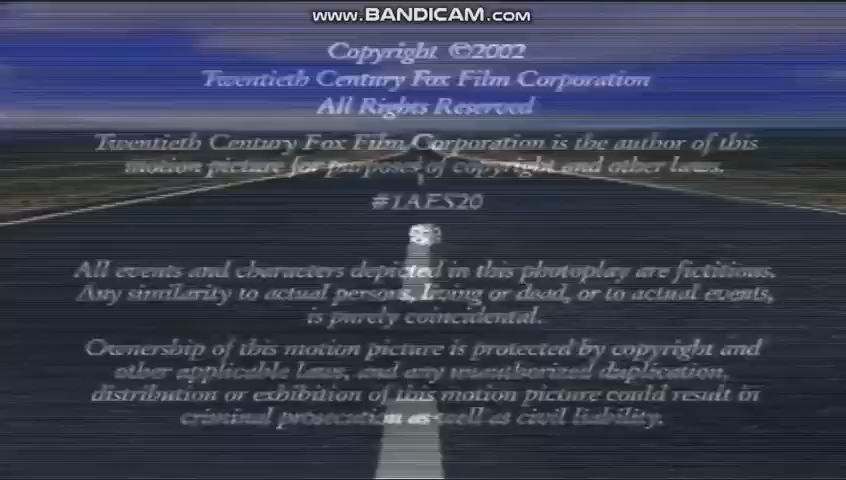 www.BANDICAM.com
Copyright ©2002
Twentieth Century Fox Film Corporation
All Rights Reserved
Twentieth Century Fox Film Corporation is the author of this
motion picture for purposes of copyright and other laws.
#1AES20
All events and characters depicted in this photoplay are fictitious.
Any similarity to actual persons, living or dead, or to actual events,
is purely coincidental.
Ownership of this motion picture is protected by copyright and
other applicable laws, and any unauthorized duplication,
distribution or exhibition of this motion picture could result in
criminal prosecution as well as civil liability.